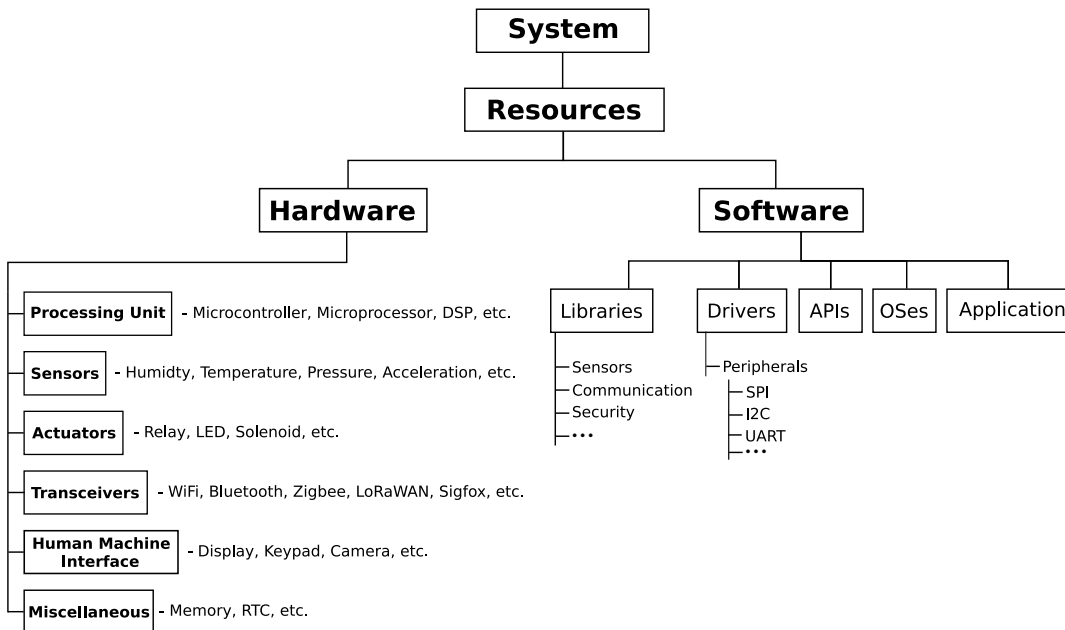 System
Resources
Hardware
Software
Processing Unit - Microcontroller, Microprocessor, DSP, etc.
Sensors - Humidty, Temperature, Pressure, Acceleration, etc.
Actuators - Relay, LED, Solenoid, etc.
Transceivers - WiFi, Bluetooth, Zigbee, LoRaWAN, Sigfox, etc.
Human Machine
Interface - Display, Keypad, Camera, etc.
Miscellaneous - Memory, RTC, etc.
Libraries
Sensors
Communication
Security
•••
Drivers
Peripherals
SPI
I2C
UART
•••
APIs
OSes
Application